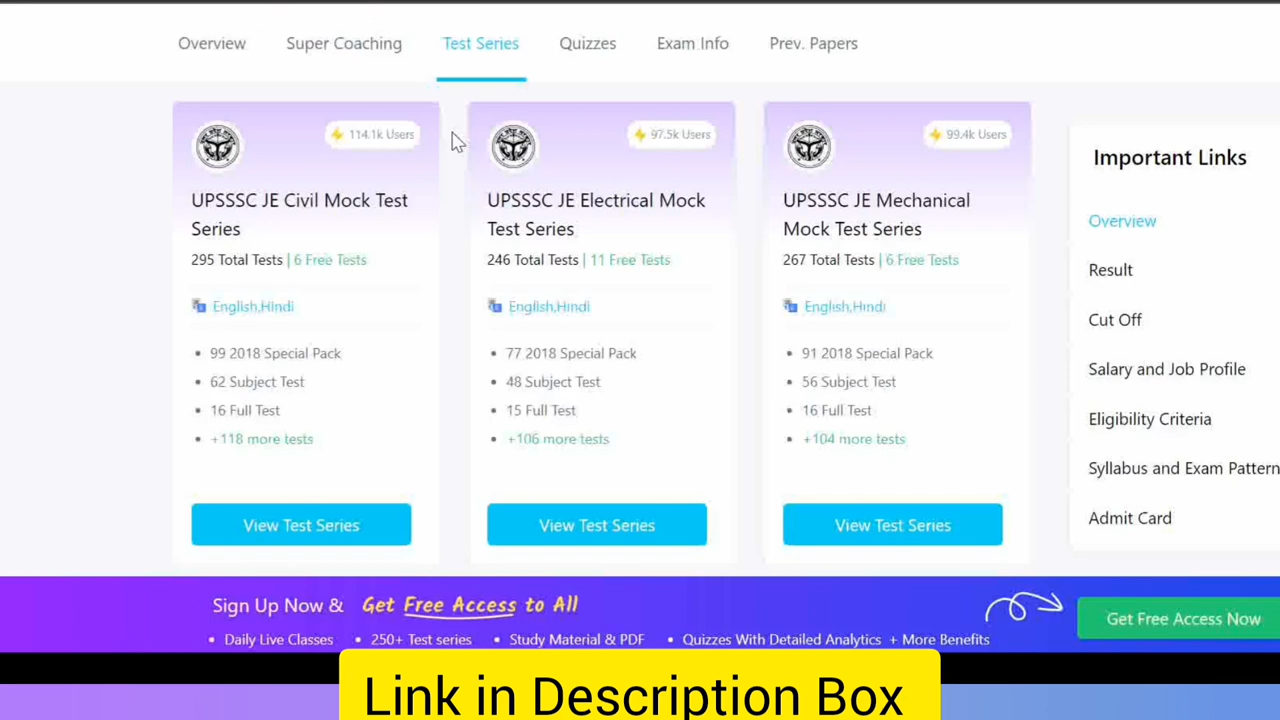 Overview Super Coaching Test Series Quizzes Exam Info Prev. Papers
114.1k Users
UPSSSC JE Civil Mock Test
Series
295 Total Tests | 6 Free Tests
English,Hindi
• 99 2018 Special Pack
• 62 Subject Test
• 16 Full Test
• +118 more tests
View Test Series
97.5k Users
UPSSSC JE Electrical Mock
Test Series
246 Total Tests | 11 Free Tests
English,Hindi
• 77 2018 Special Pack
• 48 Subject Test
• 15 Full Test
• +106 more tests
View Test Series
99.4k Users
UPSSSC JE Mechanical
Mock Test Series
267 Total Tests | 6 Free Tests
English,Hindi
• 91 2018 Special Pack
• 56 Subject Test
• 16 Full Test
• +104 more tests
View Test Series
Important Links
Overview
Result
Cut Off
Salary and Job Profile
Eligibility Criteria
Syllabus and Exam Pattern
Admit Card
Sign Up Now & Get Free Access to All
• Daily Live Classes • 250+ Test series • Study Material & PDF • Quizzes With Detailed Analytics + More Benefits
Get Free Access Now
Link in Description Box